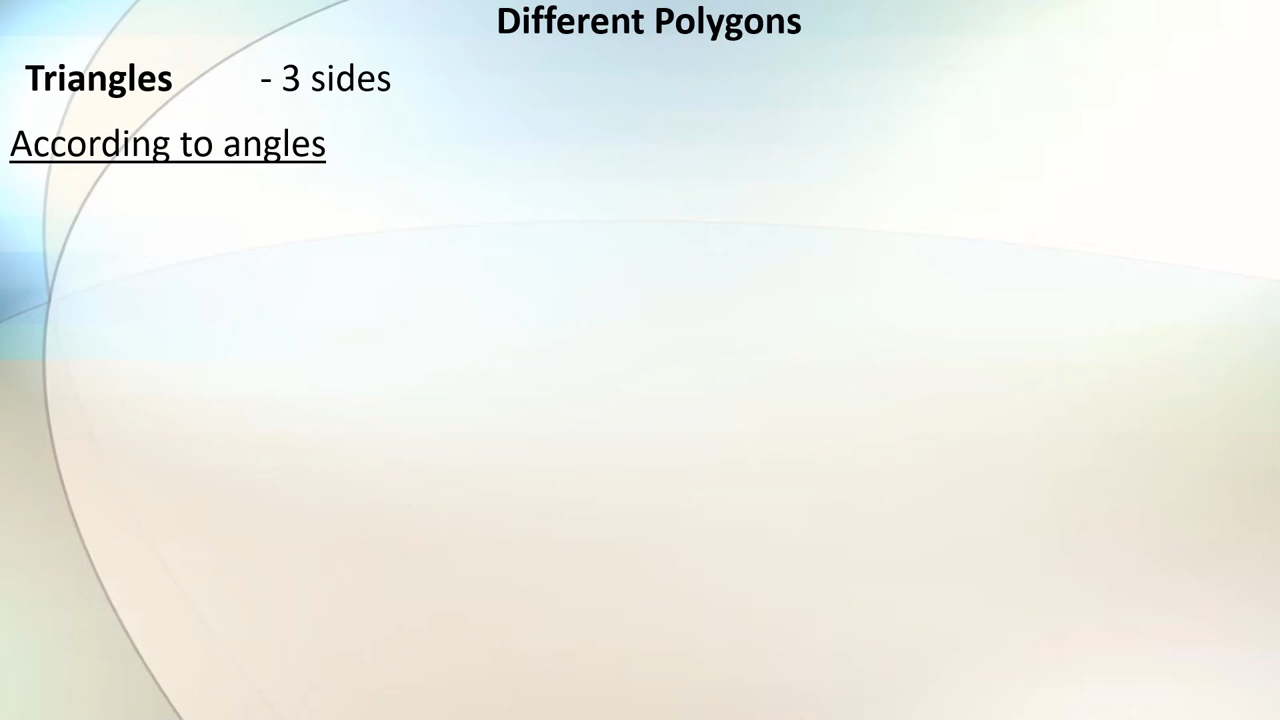 Different Polygons
Triangles - 3 sides
According to angles